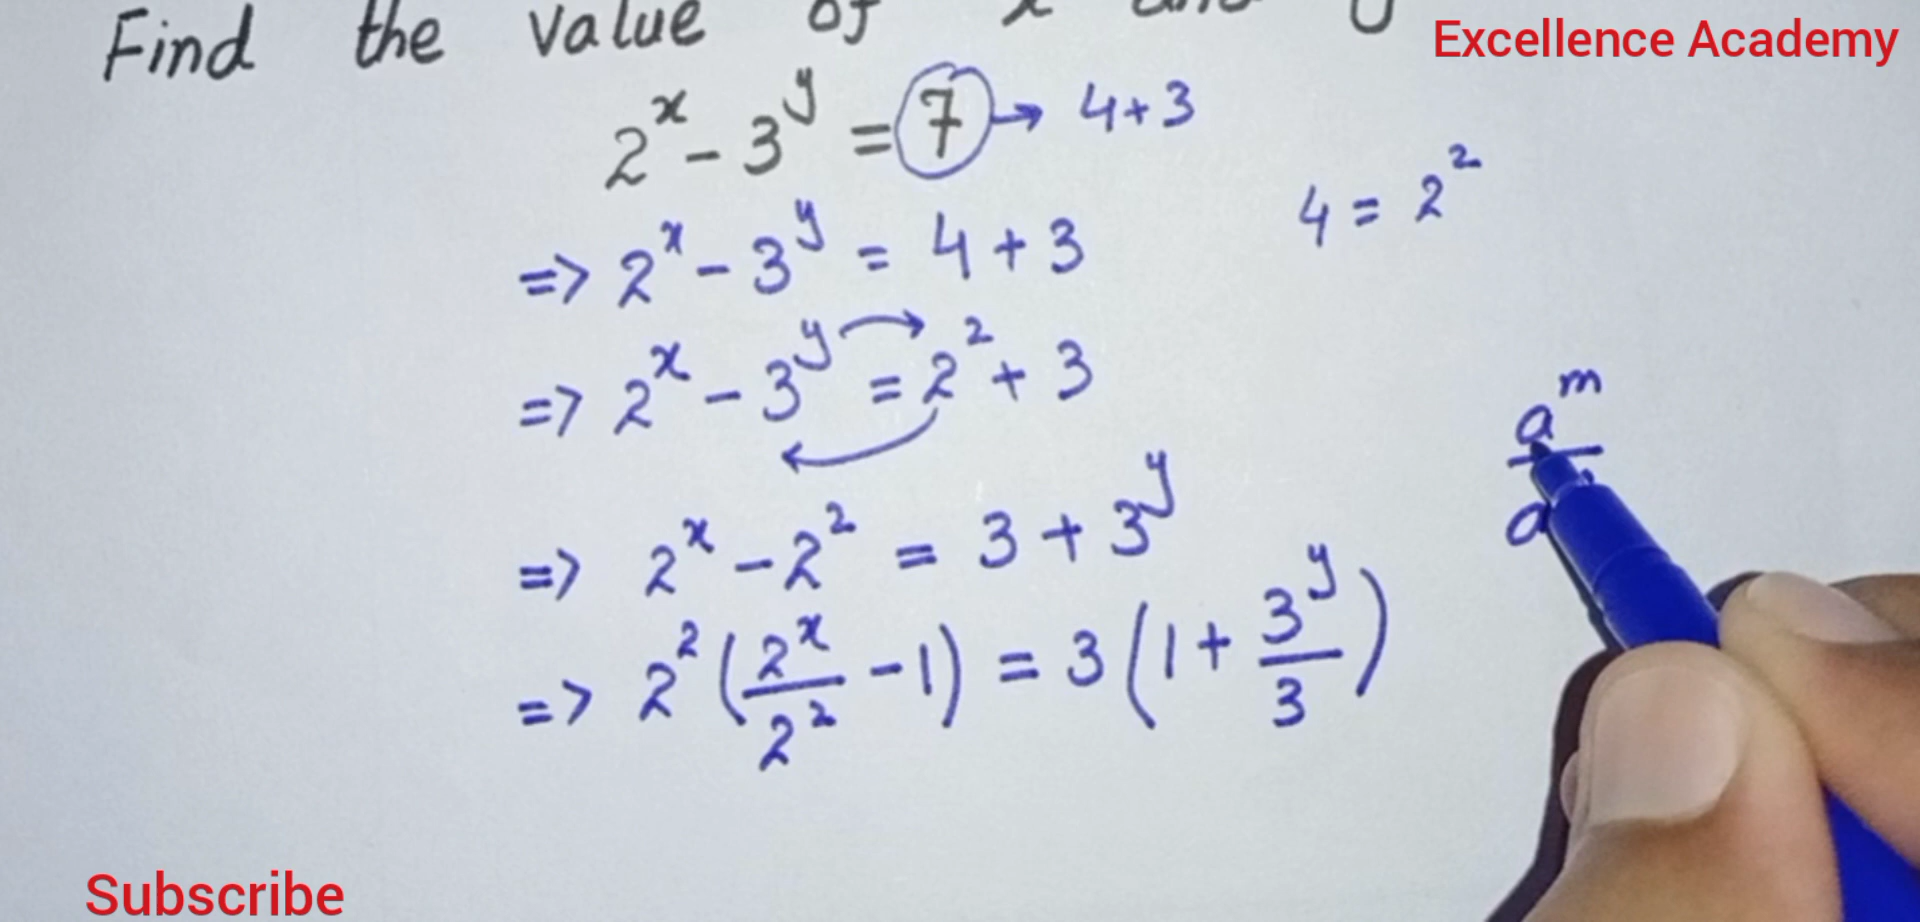 Find the value of x and y
Excellence Academy
2^x - 3^y = 7 → 4+3
4 = 2^2
=> 2^x - 3^y = 4 + 3
=> 2^x - 3^y = 2^2 + 3
a^m
a
=> 2^x - 2^2 = 3 + 3^y
=> 2^2 (2^x/2^2 - 1) = 3 (1 + 3^y/3)
Subscribe